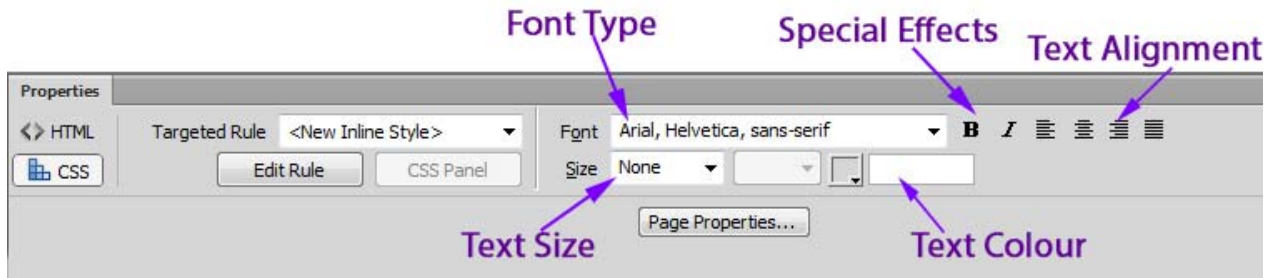 Font Type
Special Effects
Text Alignment
Properties
<> HTML Targeted Rule <New Inline Style> Font Arial, Helvetica, sans-serif B I
CSS Edit Rule CSS Panel Size None
Page Properties...
Text Size
Text Colour